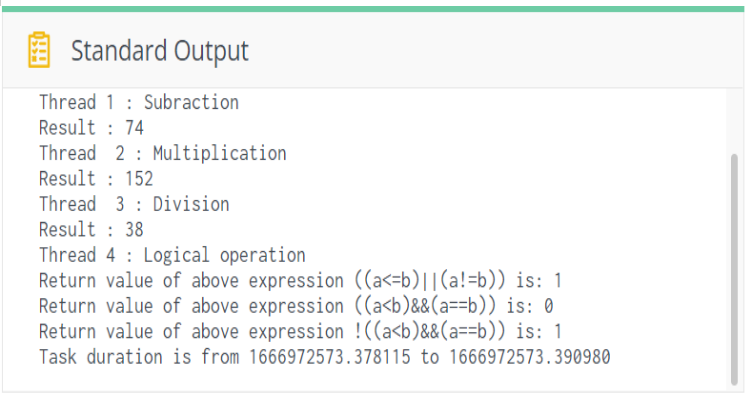 Standard Output
Thread 1 : Subraction
Result : 74
Thread  2 : Multiplication
Result : 152
Thread  3 : Division
Result : 38
Thread 4 : Logical operation
Return value of above expression ((a<=b)||(a!=b)) is: 1
Return value of above expression ((a<b)&&(a==b)) is: 0
Return value of above expression !((a<b)&&(a==b)) is: 1
Task duration is from 1666972573.378115 to 1666972573.390980